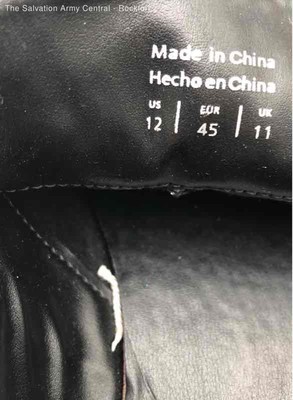 The Salvation Army Central - Rockford
Made in China
Hecho en China
US EUR UK
12 | 45 | 11